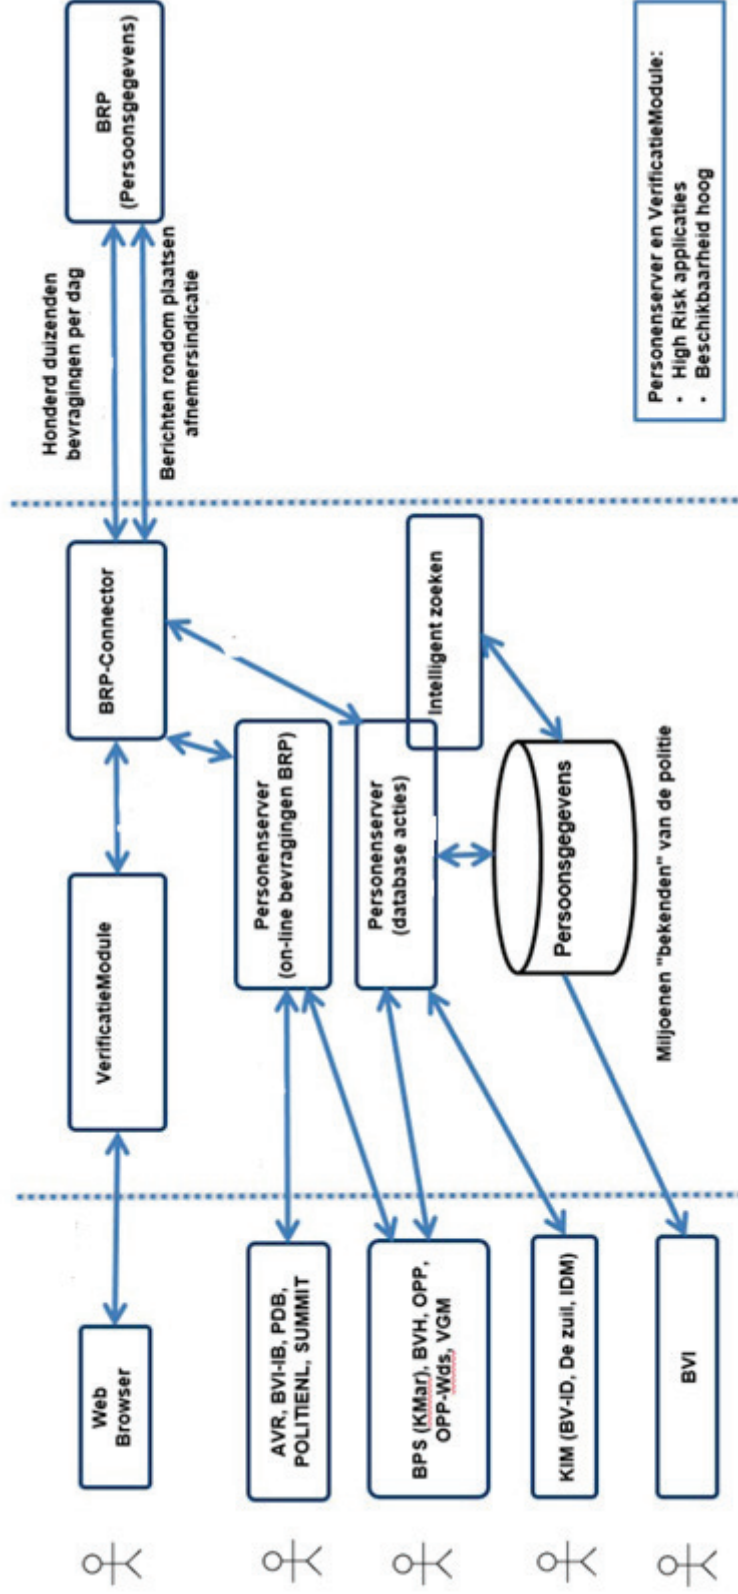 Web
Browser
VerificatieModule
BRP-Connector
Honderd duizenden
bevragingen per dag
Berichten rondom plaatsen
afnemersindicatie
BRP
(Persoonsgegevens)
AVR, BVI-IB, PDB,
POLITIENL, SUMMIT
Personenserver
(on-line bevragingen BRP)
BPS (KMar), BVH, OPP,
OPP-Wds, VGM
Personenserver
(database acties)
Intelligent zoeken
KIM (BV-ID, De zuil, IDM)
Persoonsgegevens
BVI
Miljoenen "bekenden" van de politie
Personenserver en VerificatieModule:
• High Risk applicaties
• Beschikbaarheid hoog